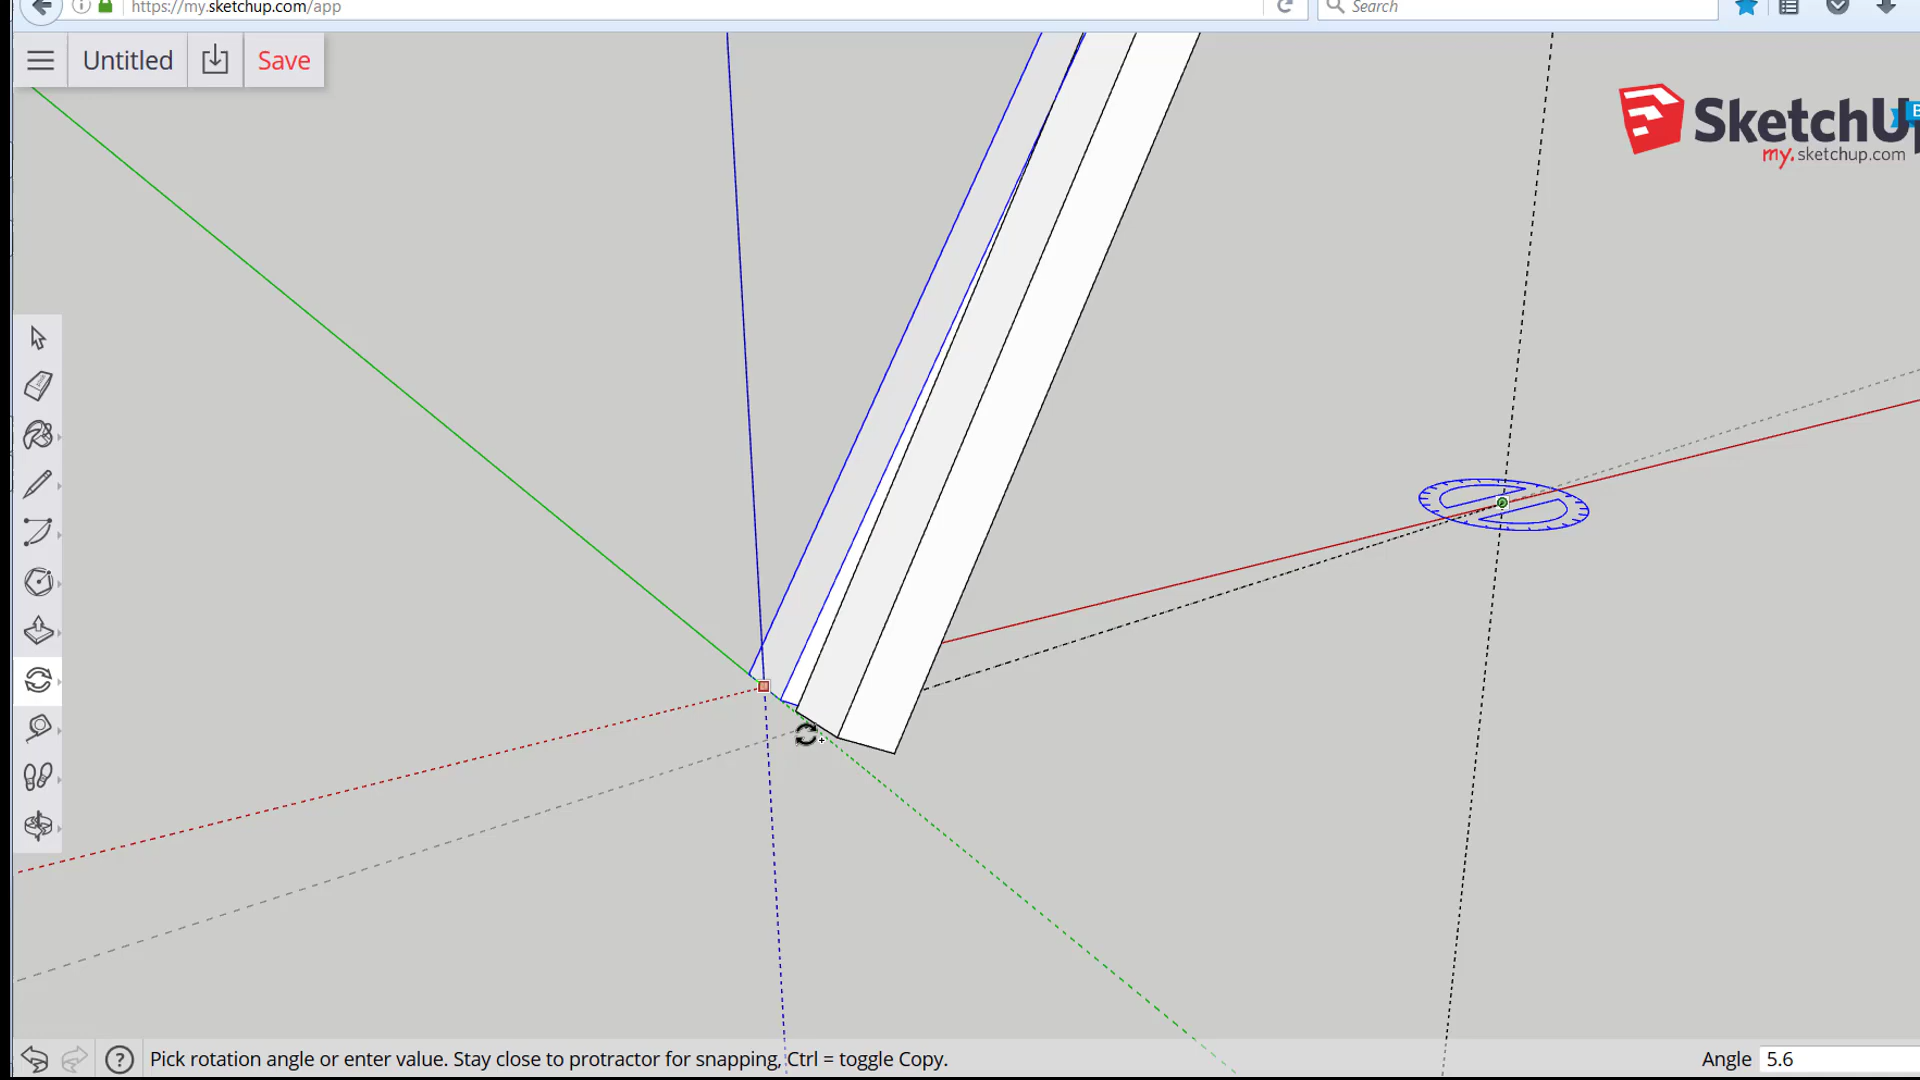 https://my.sketchup.com/app
Search
Untitled
Save
SketchUp
my.sketchup.com
Pick rotation angle or enter value. Stay close to protractor for snapping, Ctrl = toggle Copy.
Angle 5.6